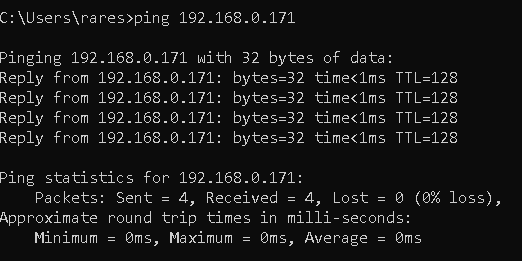 C:\Users\rares>ping 192.168.0.171
Pinging 192.168.0.171 with 32 bytes of data:
Reply from 192.168.0.171: bytes=32 time<1ms TTL=128
Reply from 192.168.0.171: bytes=32 time<1ms TTL=128
Reply from 192.168.0.171: bytes=32 time<1ms TTL=128
Reply from 192.168.0.171: bytes=32 time<1ms TTL=128
Ping statistics for 192.168.0.171:
    Packets: Sent = 4, Received = 4, Lost = 0 (0% loss),
Approximate round trip times in milli-seconds:
    Minimum = 0ms, Maximum = 0ms, Average = 0ms